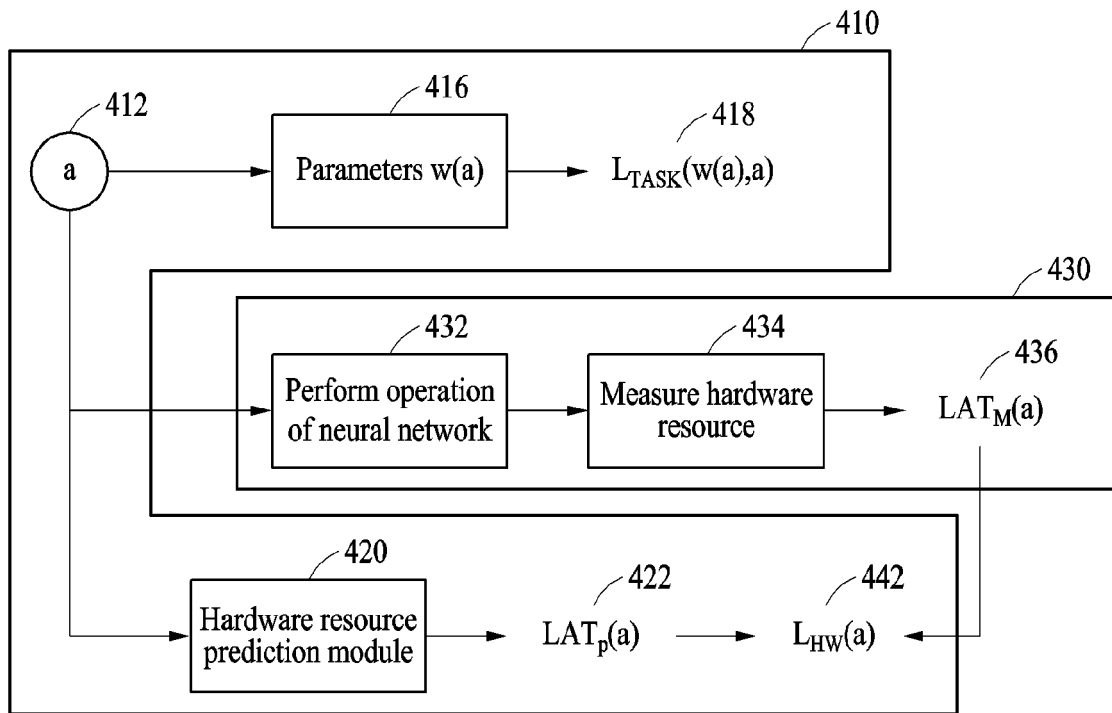 410
412
416
418
a
Parameters w(a)
L_TASK(w(a),a)
430
432
434
436
Perform operation
of neural network
Measure hardware
resource
LAT_M(a)
420
422
442
Hardware resource
prediction module
LAT_p(a)
L_HW(a)